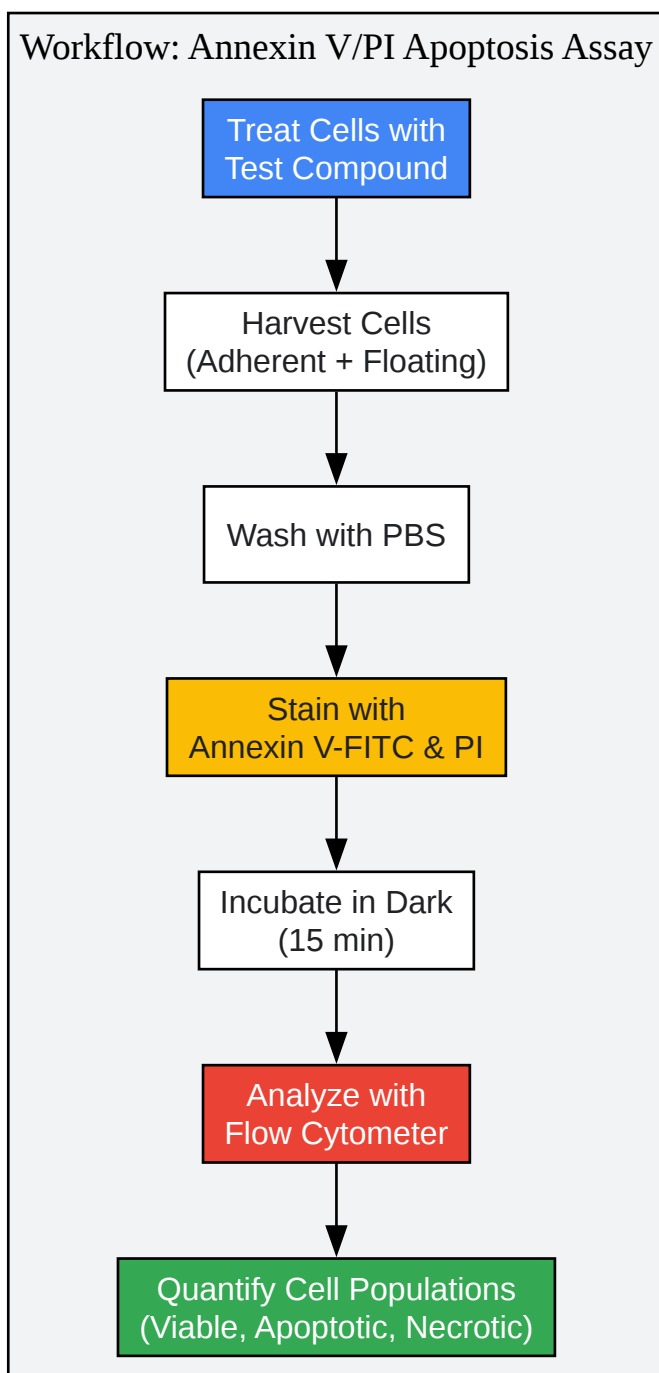 Workflow: Annexin V/PI Apoptosis Assay
Treat Cells with
Test Compound
Harvest Cells
(Adherent + Floating)
Wash with PBS
Stain with
Annexin V-FITC & PI
Incubate in Dark
(15 min)
Analyze with
Flow Cytometer
Quantify Cell Populations
(Viable, Apoptotic, Necrotic)